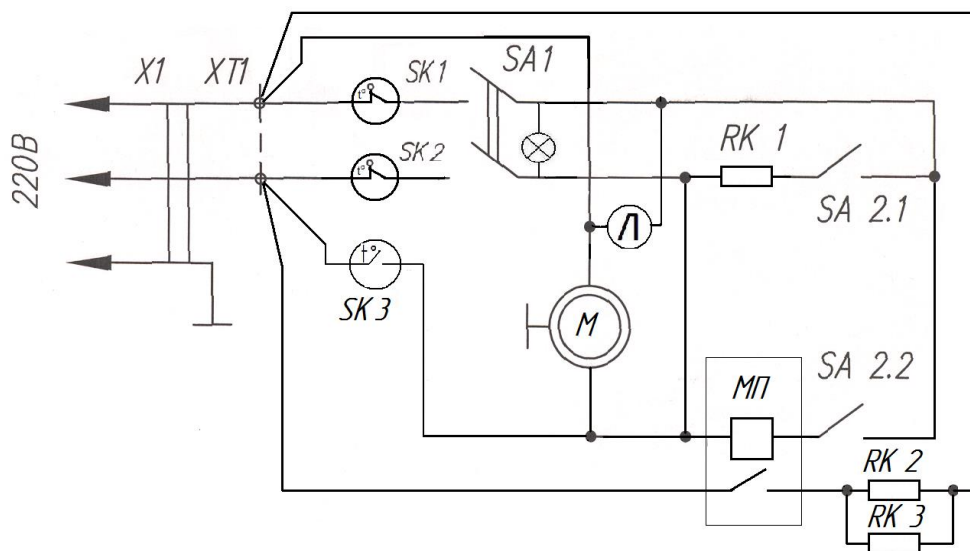 X1
XT1
SK1
SA1
SK2
220В
t°
t°
RK 1
SA 2.1
Л
t°
SK3
М
МП
SA 2.2
RK 2
RK 3